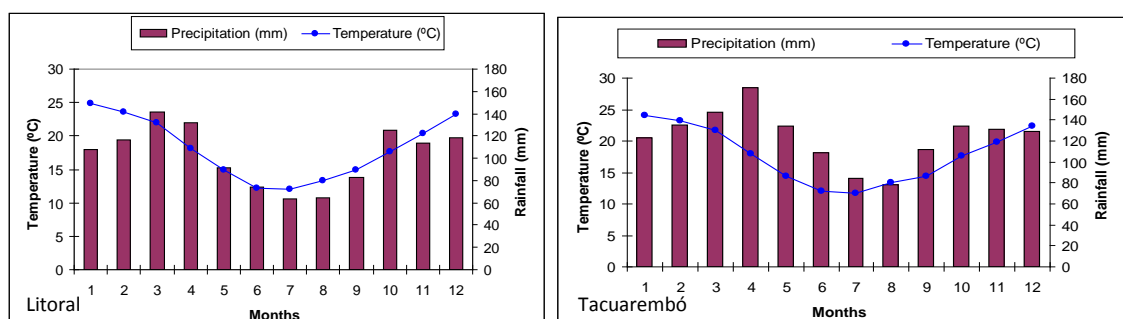 Precipitation (mm) Temperature (ºC)
Temperature (ºC)
30
25
20
15
10
5
0
180
160
140
120
100
80
60
40
20
0
Rainfall (mm)
1 2 3 4 5 6 7 8 9 10 11 12
Litoral
Months
Precipitation (mm) Temperature (ºC)
Temperature (ºC)
30
25
20
15
10
5
0
180
160
140
120
100
80
60
40
20
0
Rainfall (mm)
1 2 3 4 5 6 7 8 9 10 11 12
Tacuarembó
Months